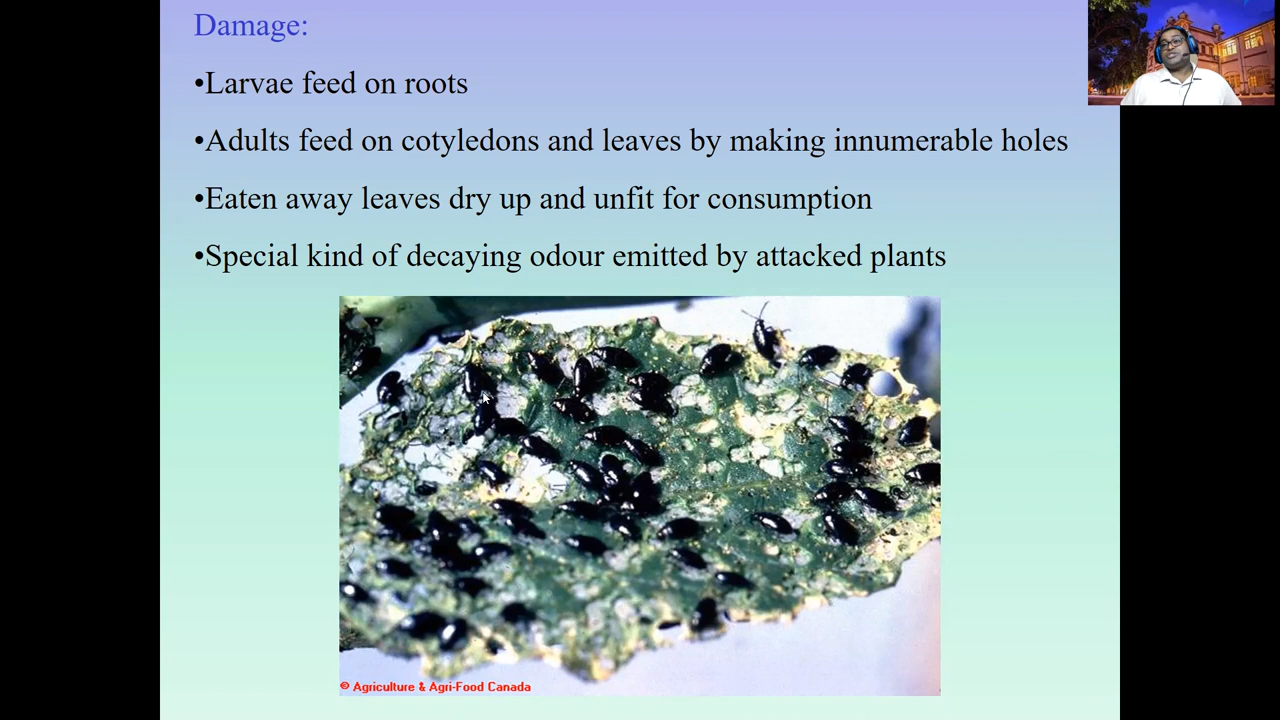 Damage:
•Larvae feed on roots
•Adults feed on cotyledons and leaves by making innumerable holes
•Eaten away leaves dry up and unfit for consumption
•Special kind of decaying odour emitted by attacked plants
© Agriculture & Agri-Food Canada